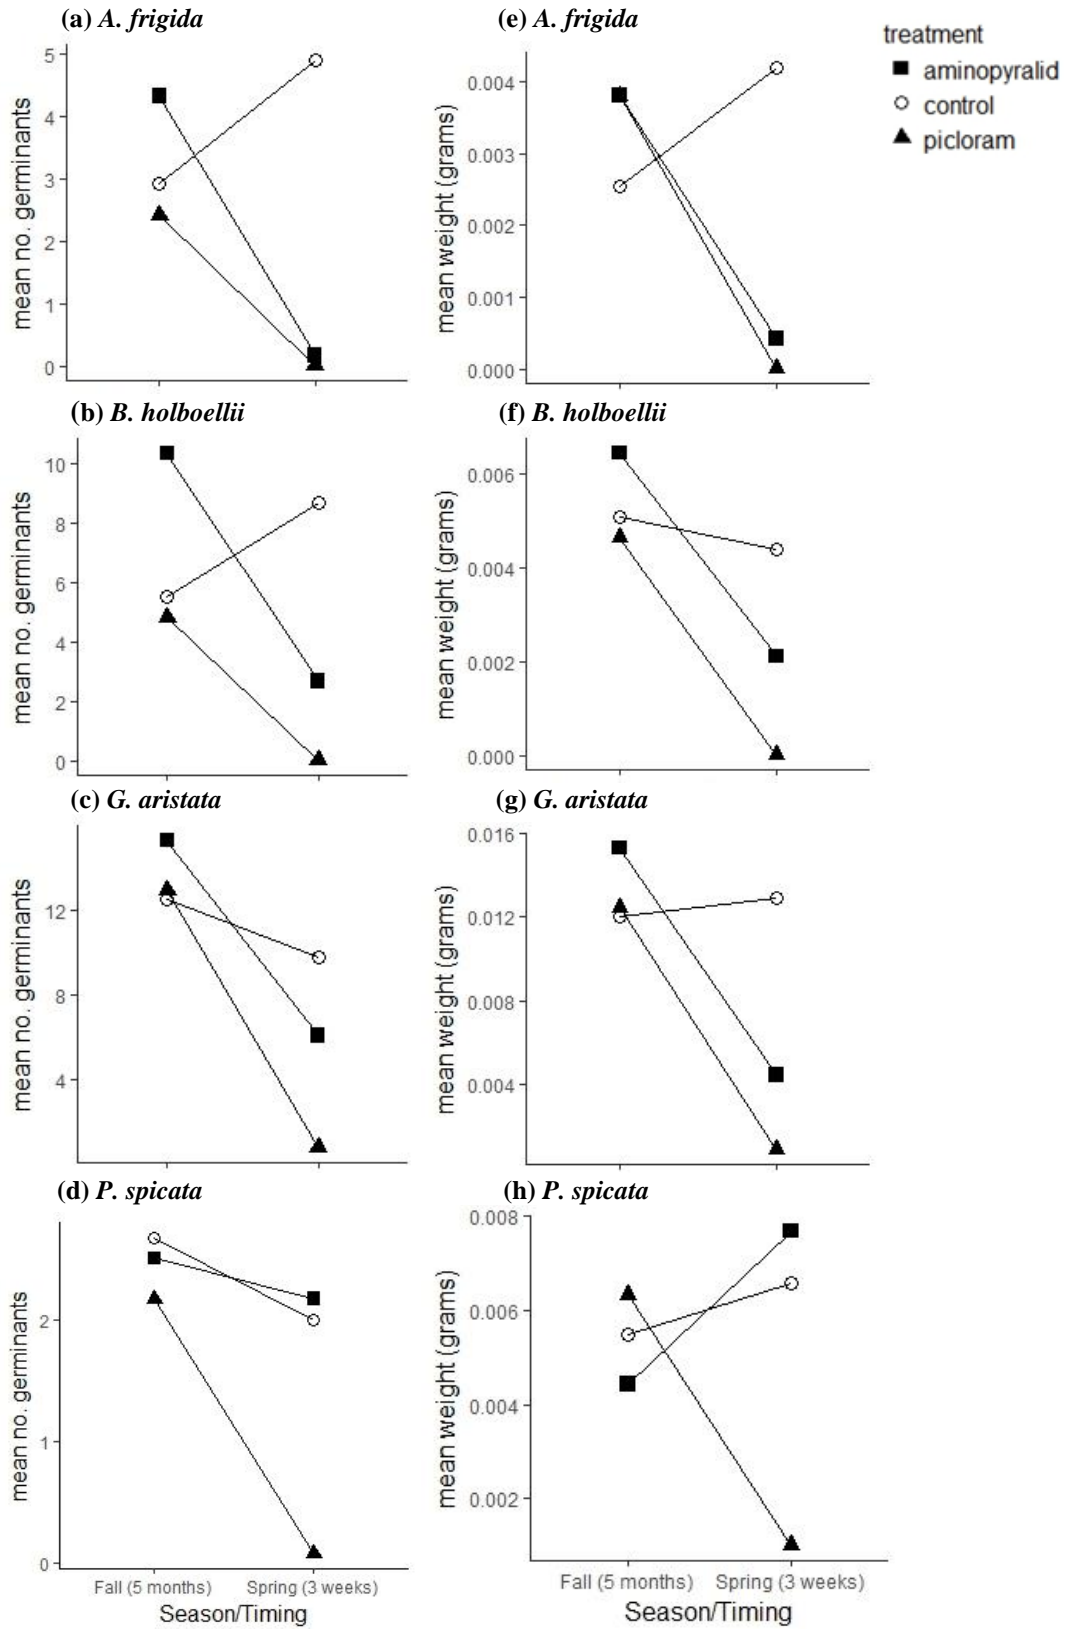 (a) A. frigida
mean no. germinants
5
4
3
2
1
0
(e) A. frigida
mean weight (grams)
0.004
0.003
0.002
0.001
0.000
treatment
aminopyralid
control
picloram
(b) B. holboellii
mean no. germinants
10
8
6
4
2
0
(f) B. holboellii
mean weight (grams)
0.006
0.004
0.002
0.000
(c) G. aristata
mean no. germinants
12
8
4
(g) G. aristata
mean weight (grams)
0.016
0.012
0.008
0.004
(d) P. spicata
mean no. germinants
2
1
0
Fall (5 months) Spring (3 weeks)
Season/Timing
(h) P. spicata
mean weight (grams)
0.008
0.006
0.004
0.002
Fall (5 months) Spring (3 weeks)
Season/Timing